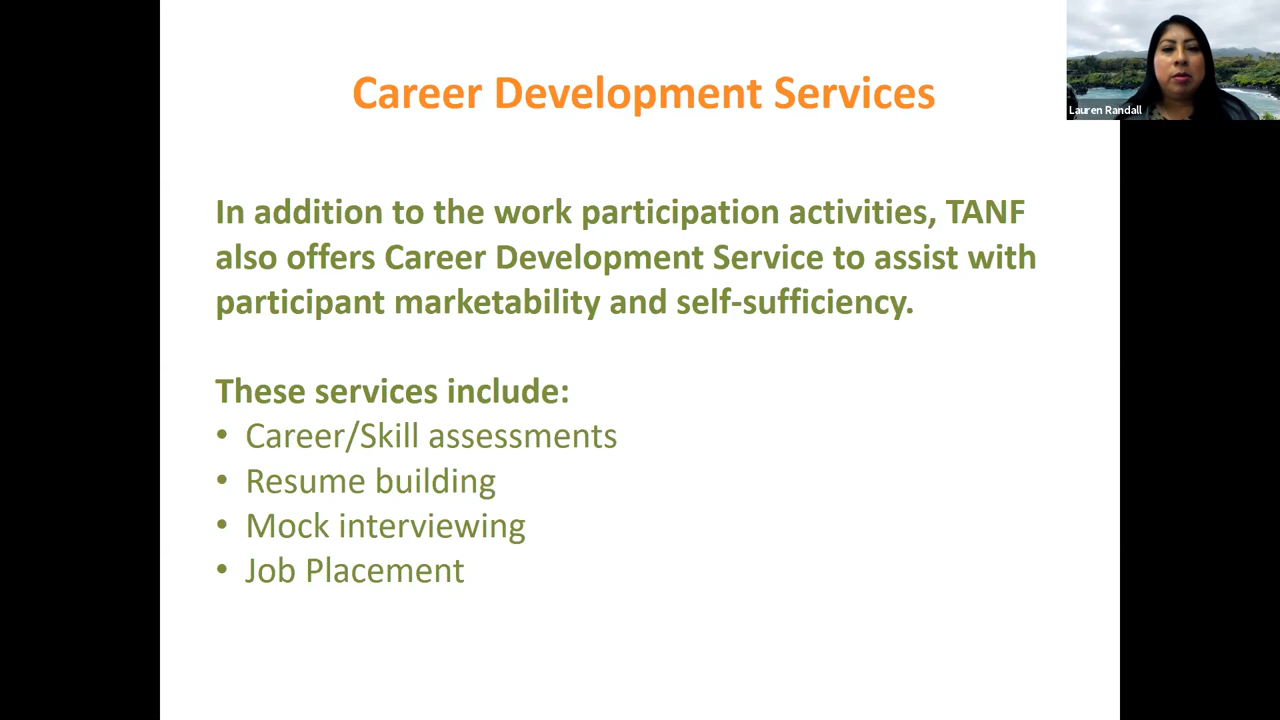 Career Development Services
Lauren Randall
In addition to the work participation activities, TANF
also offers Career Development Service to assist with
participant marketability and self-sufficiency.
These services include:
• Career/Skill assessments
• Resume building
• Mock interviewing
• Job Placement